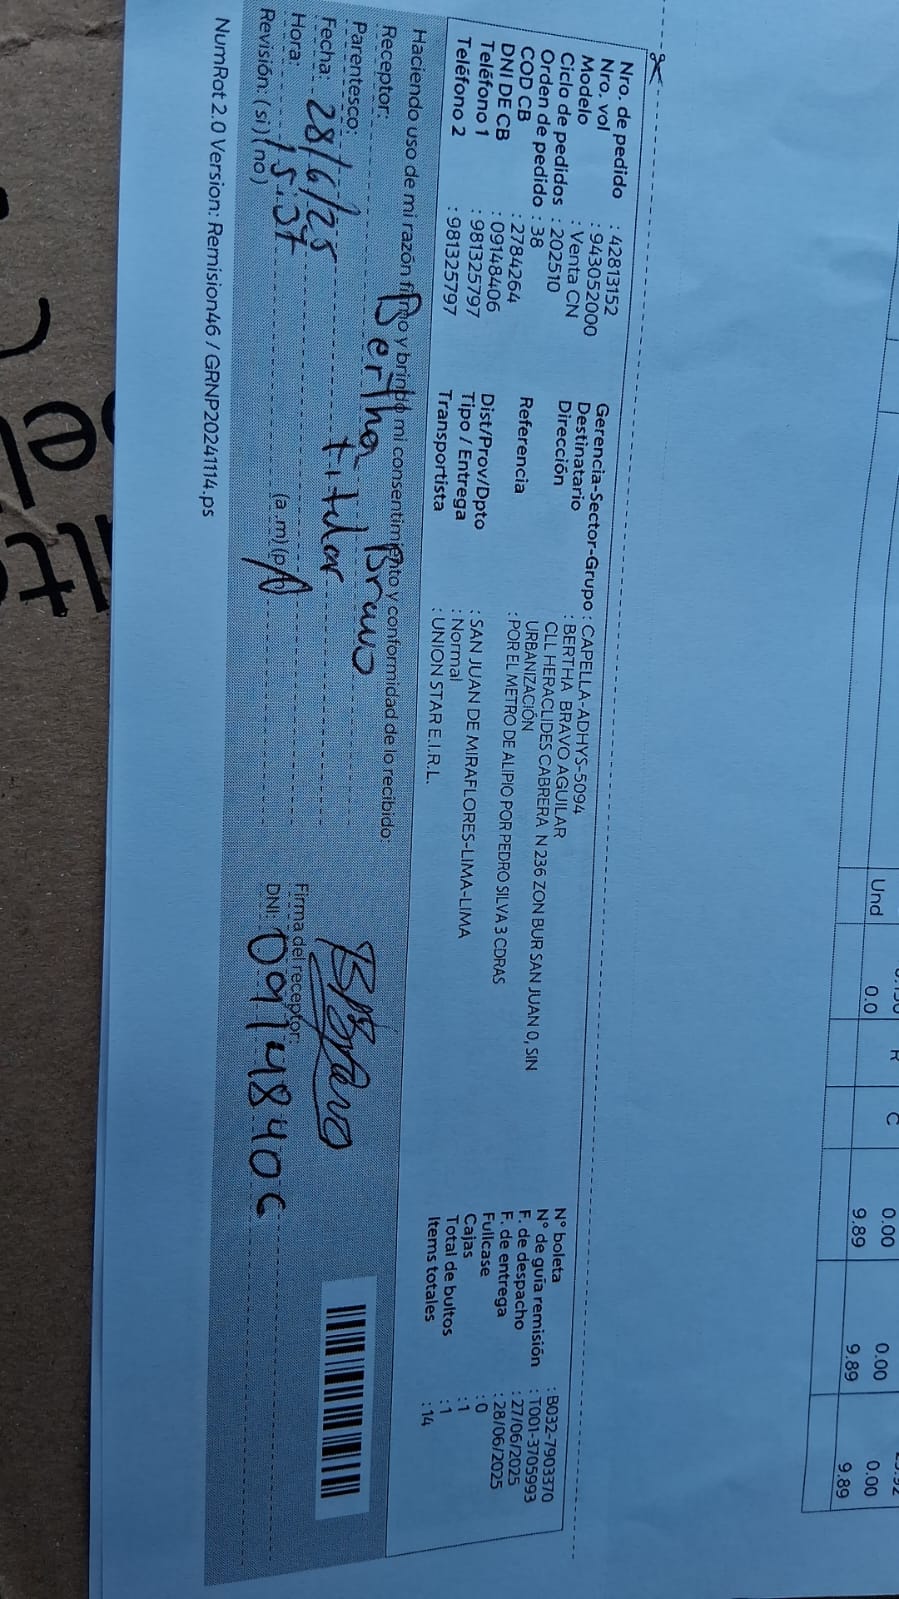 Und 0.0 9.89 9.89 9.89
0.00 0.00 0.00
Nro. de pedido : 42813152
Nro. vol : 943052000
Modelo : Venta CN
Ciclo de pedidos : 202510
Orden de pedido : 38
COD CB : 2784264
DNI DE CB : 09148406
Teléfono 1 : 981325797
Teléfono 2 : 981325797
Gerencia-Sector-Grupo : CAPELLA-ADHYS-5094
Destinatario : BERTHA BRAVO AGUILAR
Dirección CLL HERACLIDES CABRERA N 236 ZON BUR SAN JUAN 0, SIN
URBANIZACIÓN
Referencia : POR EL METRO DE ALIPIO POR PEDRO SILVA 3 CDRAS
Dist/Prov/Dpto : SAN JUAN DE MIRAFLORES-LIMA-LIMA
Tipo / Entrega : Normal
Transportista : UNION STAR E.I.R.L.
N° boleta : B032-7903370
N° de guía remisión : T001-3705993
F. de despacho : 27/06/2025
F. de entrega : 28/06/2025
Fullcase : 0
Cajas : 1
Total de bultos : 1
Items totales : 14
Haciendo uso de mi razón firmo y brindo mi consentimiento y conformidad de lo recibido:
Receptor: Bertha Bravo
Parentesco: titular
Fecha: 28/6/25
Hora: 15:37 (a .m) (p
Revisión: (si) (no)
Firma del receptor: BBravo
DNI: 09148406
NumRot 2.0 Version: Remision46 / GRNP20241114.ps